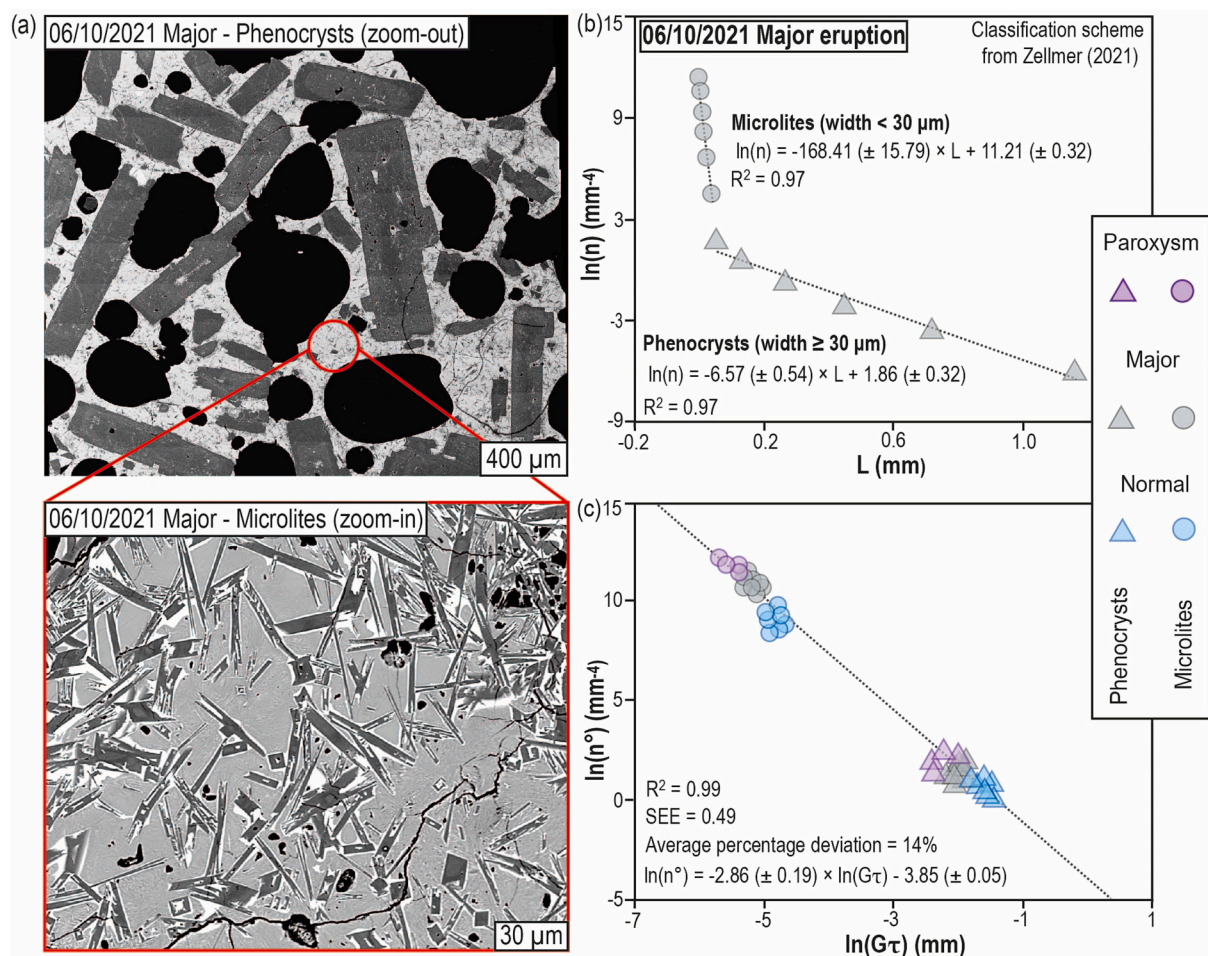 (a)
06/10/2021 Major - Phenocrysts (zoom-out)
400 µm
06/10/2021 Major - Microlites (zoom-in)
30 µm
(b)
15
9
3
-3
-9
ln(n) (mm-4)
06/10/2021 Major eruption
Classification scheme
from Zellmer (2021)
Microlites (width < 30 µm)
ln(n) = -168.41 (± 15.79) × L + 11.21 (± 0.32)
R² = 0.97
Phenocrysts (width ≥ 30 µm)
ln(n) = -6.57 (± 0.54) × L + 1.86 (± 0.32)
R² = 0.97
-0.2 0.2 0.6 1.0
L (mm)
Paroxysm
Major
Normal
Phenocrysts
Microlites
(c)
15
10
5
0
-5
ln(n°) (mm-4)
R² = 0.99
SEE = 0.49
Average percentage deviation = 14%
ln(n°) = -2.86 (± 0.19) × ln(Gτ) - 3.85 (± 0.05)
-7 -5 -3 -1 1
ln(Gτ) (mm)